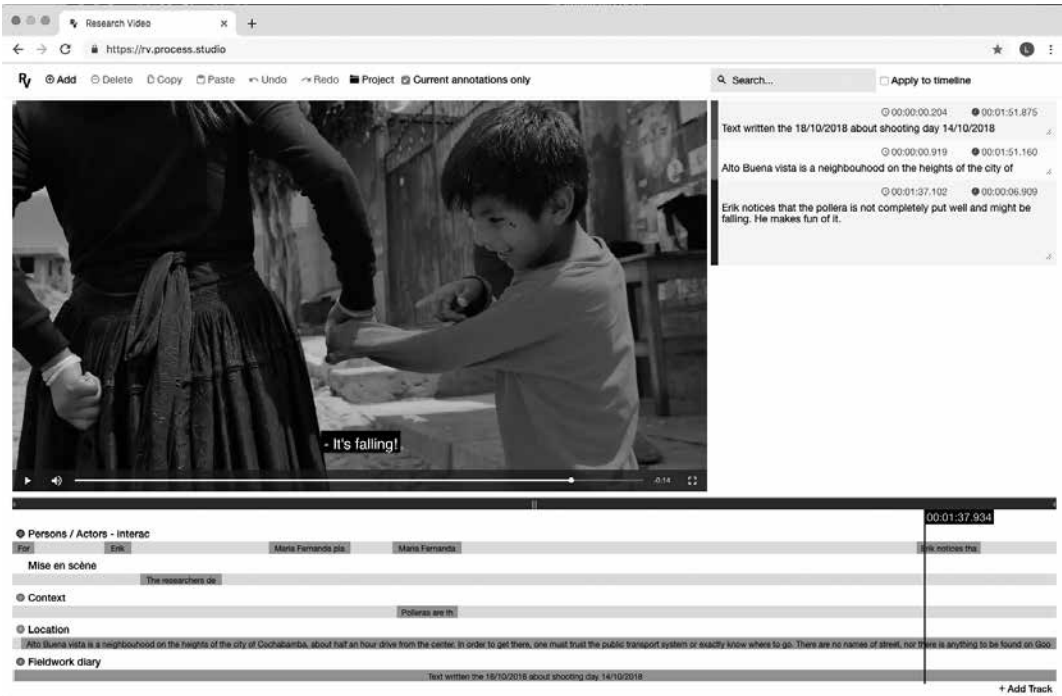 Research Video
https://rv.process.studio
L
Rv Add Delete Copy Paste Undo Redo Project Current annotations only
Search... Apply to timeline
00:00:00.204 00:01:51.875
Text written the 18/10/2018 about shooting day 14/10/2018
00:00:00.919 00:01:51.160
Alto Buena vista is a neighbouhood on the heights of the city of
00:01:37.102 00:00:06.909
Erik notices that the pollera is not completely put well and might be
falling. He makes fun of it.
- It's falling!
-0:14
00:01:37.934
Persons / Actors - interac
For Erik Maria Fernanda pla Maria Fernanda Erik notices tha
Mise en scène
The researchers de
Context
Polleras are th
Location
Alto Buena vista is a neighbouhood on the heights of the city of Cochabamba, about half an hour drive from the center. In order to get there, one must trust the public transport system or exactly know where to go. There are no names of street, nor there is anything to be found on Goo
Fieldwork diary
Text written the 18/10/2018 about shooting day 14/10/2018
+ Add Track